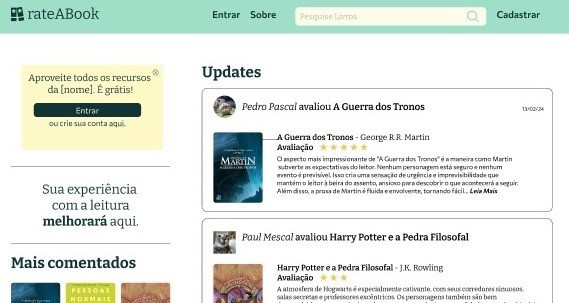 rateABook
Entrar Sobre Pesquise Livros Cadastrar
Aproveite todos os recursos
da [nome]. É grátis!
Entrar
ou crie sua conta aqui.
Sua experiência
com a leitura
melhorará aqui.
Mais comentados
PESSOAS
NORMAIS
Updates
Pedro Pascal avaliou A Guerra dos Tronos
13/02/24
MARTIN
A GUERRA DOS TRONOS
A Guerra dos Tronos - George R.R. Martin
Avaliação
O aspecto mais impressionante de "A Guerra dos Tronos" é a maneira como Martin
subverte as expectativas do leitor. Nenhum personagem está seguro e nenhum
evento é previsível. Isso cria uma sensação de urgência e imprevisibilidade que
mantém o leitor à beira do assento, ansioso para descobrir o que acontecerá a seguir.
Além disso, a prosa de Martin é fluida e envolvente, tornando fácil... Leia Mais
Paul Mescal avaliou Harry Potter e a Pedra Filosofal
Harry Potter e a Pedra Filosofal - J.K. Rowling
Avaliação
A atmosfera de Hogwarts é especialmente cativante, com seus corredores sinuosos,
salas secretas e professores excêntricos. Os personagens também são bem